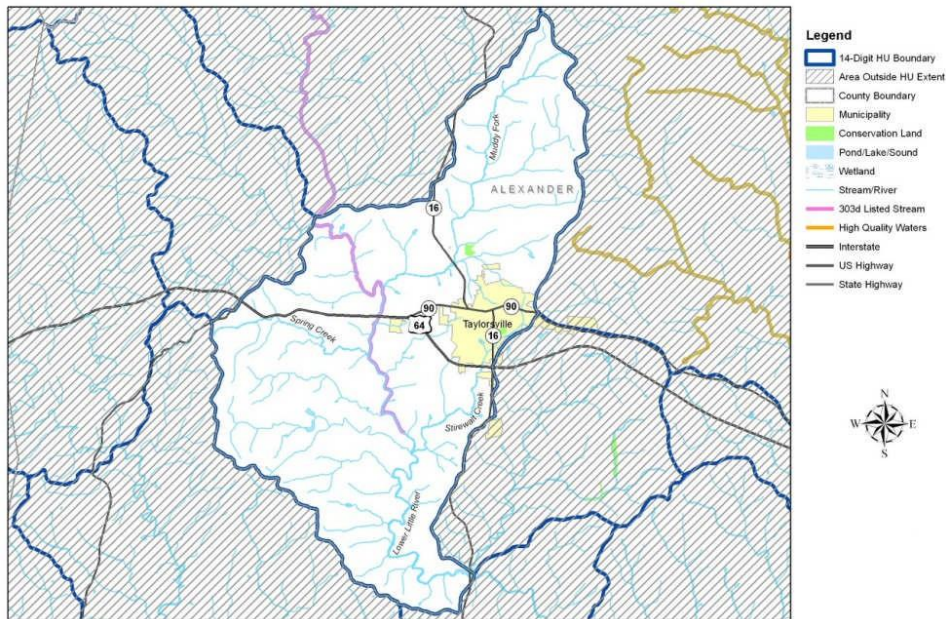 Muddy Fork
ALEXANDER
16
90
90
64
Taylorsville
16
Spring Creek
Stirewalt Creek
Lower Little River
Legend
14-Digit HU Boundary
Area Outside HU Extent
County Boundary
Municipality
Conservation Land
Pond/Lake/Sound
Wetland
Stream/River
303d Listed Stream
High Quality Waters
Interstate
US Highway
State Highway
N
W E
S